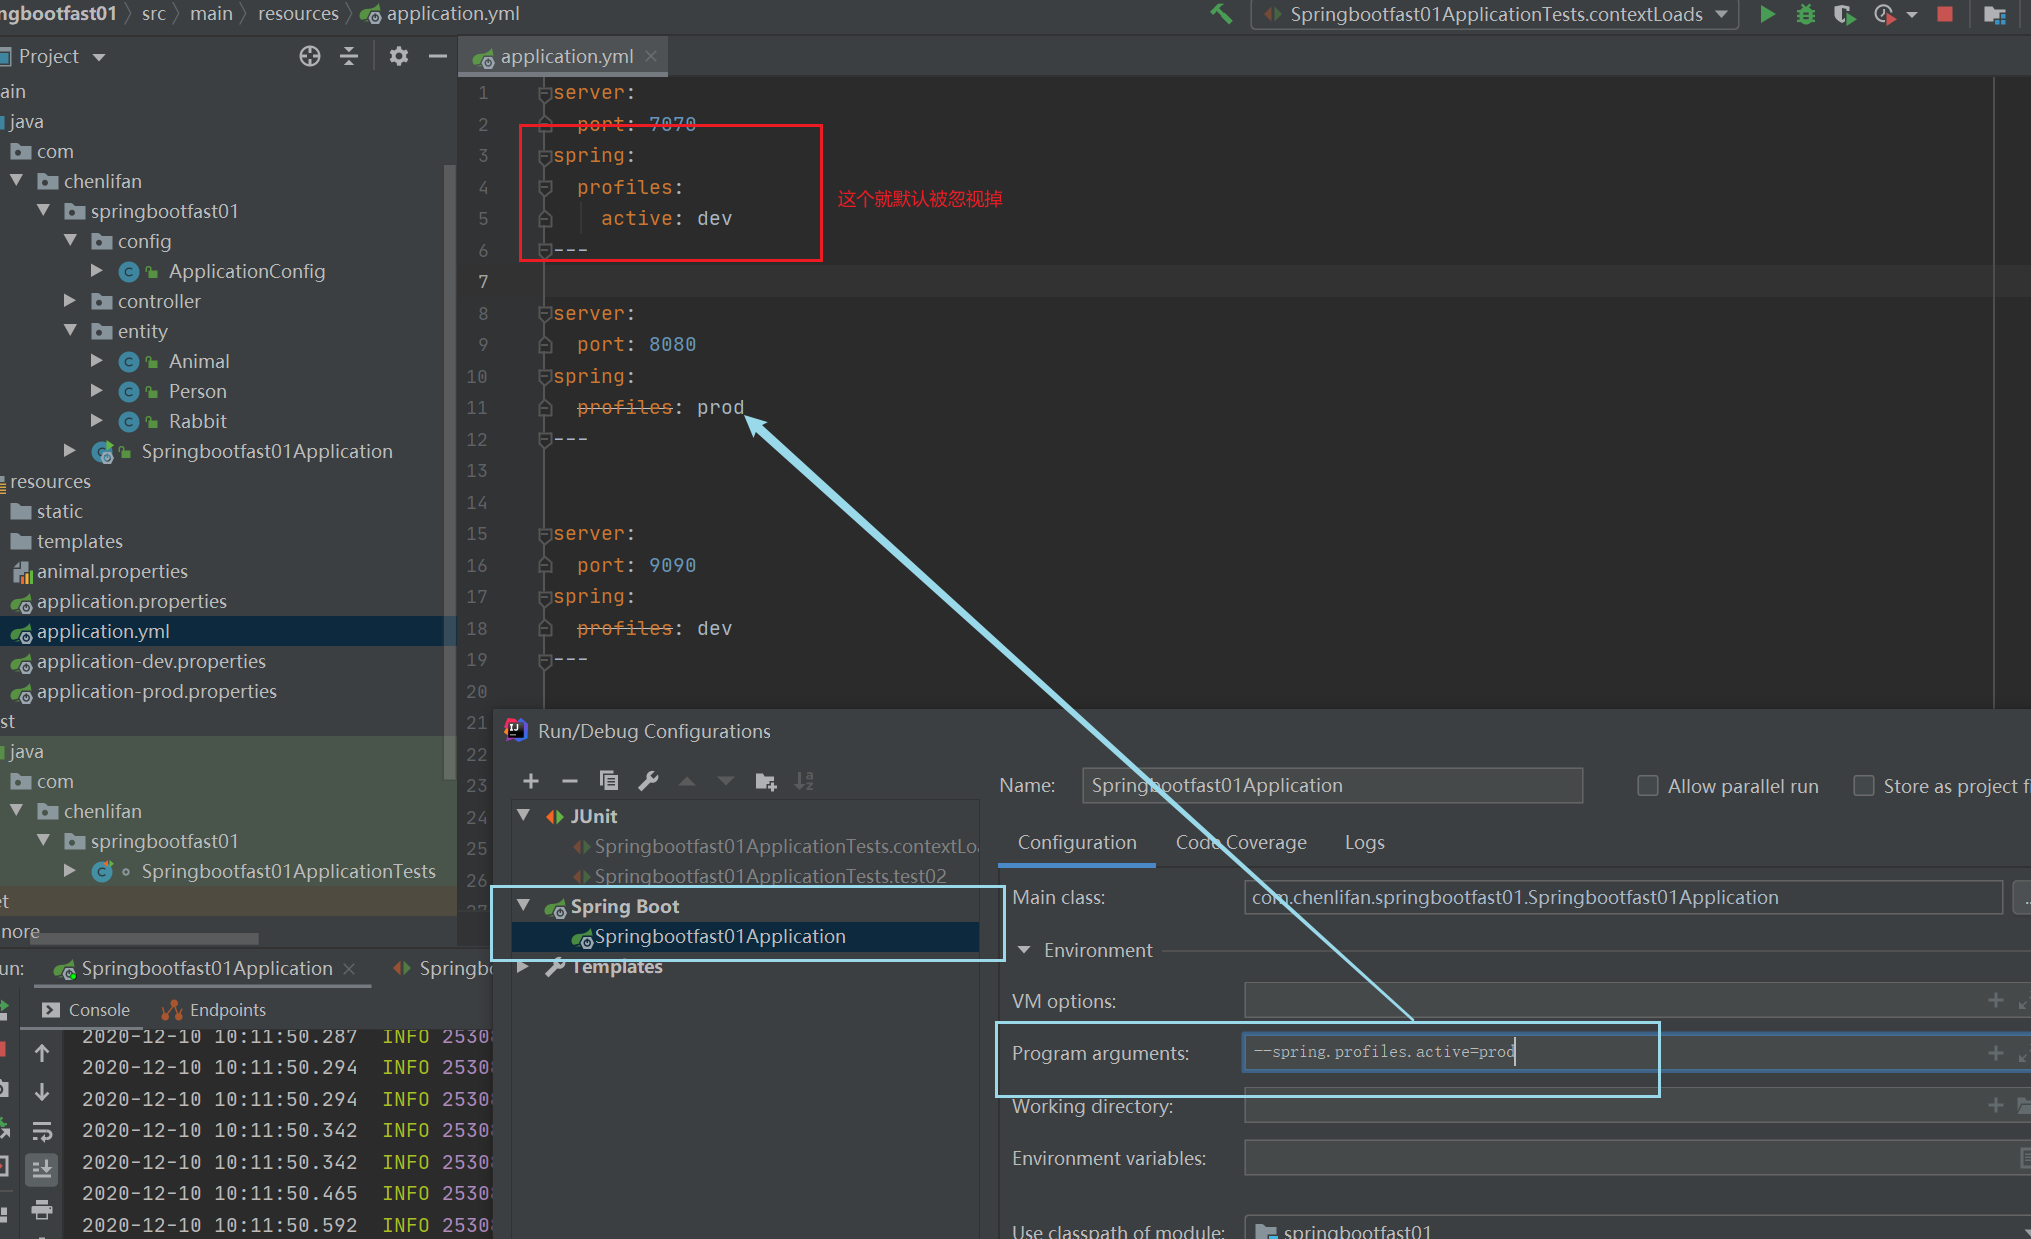 ngbootfast01 〉 src 〉 main 〉 resources 〉 application.yml
Springbootfast01ApplicationTests.contextLoads
Project
application.yml
ain
java
com
chenlifan
springbootfast01
config
ApplicationConfig
controller
entity
Animal
Person
Rabbit
Springbootfast01Application
resources
static
templates
animal.properties
application.properties
application.yml
application-dev.properties
application-prod.properties
st
java
com
chenlifan
springbootfast01
Springbootfast01ApplicationTests
et
nore
1 server:
2 port: 7070
3 spring:
4 profiles:
5 active: dev
6 ---
7
8 server:
9 port: 8080
10 spring:
11 profiles: prod
12 ---
13
14
15 server:
16 port: 9090
17 spring:
18 profiles: dev
19 ---
20
21
22
23
24
25
26
27
这个就默认被忽视掉
Run/Debug Configurations
JUnit
Springbootfast01ApplicationTests.contextLo
Springbootfast01ApplicationTests.test02
Spring Boot
Springbootfast01Application
Templates
Name: Springbootfast01Application
Allow parallel run
Store as project fi
Configuration Code Coverage Logs
Main class: com.chenlifan.springbootfast01.Springbootfast01Application
Environment
VM options:
Program arguments: --spring.profiles.active=prod
Working directory:
Environment variables:
Use classpath of module: springbootfast01
un: Springbootfast01Application Springb
Console Endpoints
2020-12-10 10:11:50.287 INFO 2530
2020-12-10 10:11:50.294 INFO 2530
2020-12-10 10:11:50.294 INFO 2530
2020-12-10 10:11:50.342 INFO 2530
2020-12-10 10:11:50.342 INFO 2530
2020-12-10 10:11:50.465 INFO 2530
2020-12-10 10:11:50.592 INFO 2530